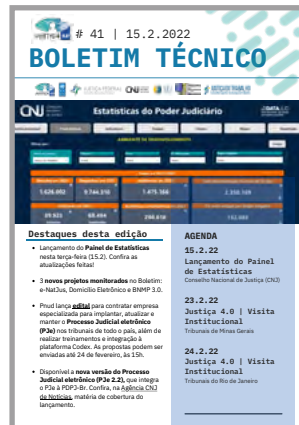 # 41 | 15.2.2022
BOLETIM TÉCNICO
JUSTIÇA FEDERAL
CNJ
CNJ
Estatísticas do Poder Judiciário
Destaques desta edição
• Lançamento do Painel de Estatísticas
nesta terça-feira (15.2). Confira as
atualizações feitas!
• 3 novos projetos monitorados no Boletim:
e-NatJus, Domicílio Eletrônico e BNMP 3.0.
• Pnud lança edital para contratar empresa
especializada para implantar, atualizar e
manter o Processo Judicial eletrônico
(PJe) nos tribunais de todo o país, além de
realizar treinamentos e integração à
plataforma Codex. As propostas podem ser
enviadas até 24 de fevereiro, às 15h.
• Disponível a nova versão do Processo
Judicial eletrônico (PJe 2.2), que integra
o PJe à PDPJ-Br. Confira, na Agência CNJ
de Notícias, matéria de cobertura do
lançamento.
AGENDA
15.2.22
Lançamento do Painel
de Estatísticas
Conselho Nacional de Justiça (CNJ)
23.2.22
Justiça 4.0 | Visita
Institucional
Tribunais de Minas Gerais
24.2.22
Justiça 4.0 | Visita
Institucional
Tribunais do Rio de Janeiro